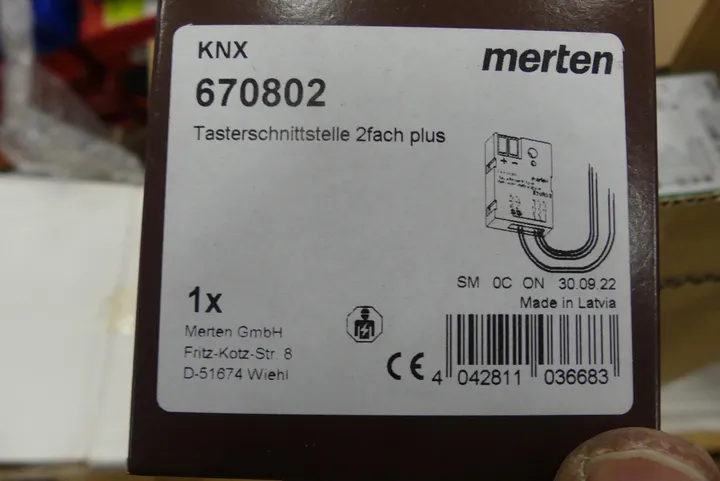 KNX
merten
670802
Tasterschnittstelle 2fach plus
+ -
merten
SM 0C ON 30.09.22
Made in Latvia
1x
Merten GmbH
Fritz-Kotz-Str. 8
D-51674 Wiehl
CE
4 042811 036683